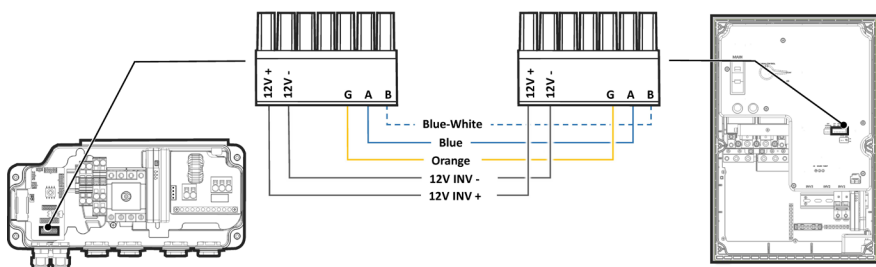 12V +
12V -
G A B
12V +
12V -
G A B
Blue-White
Blue
Orange
12V INV -
12V INV +